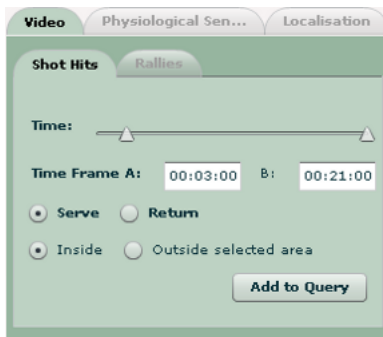 Video Physiological Sen... Localisation
Shot Hits Rallies
Time:
Time Frame A: 00:03:00 B: 00:21:00
Serve Return
Inside Outside selected area
Add to Query